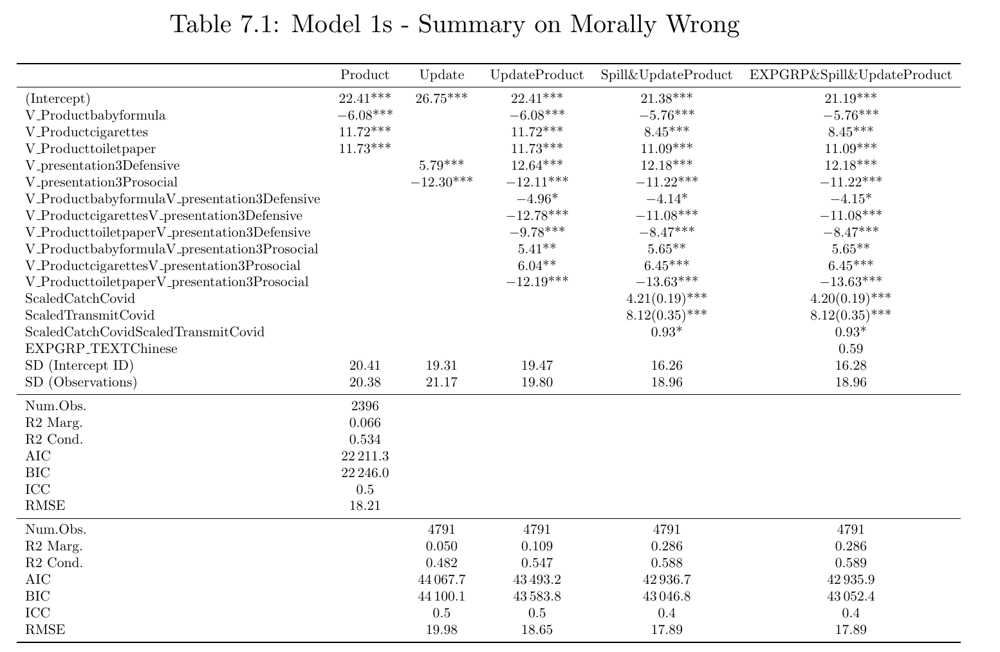 Table 7.1: Model 1s - Summary on Morally Wrong
Product Update UpdateProduct Spill&UpdateProduct EXPGRP&Spill&UpdateProduct
(Intercept) 22.41*** 26.75*** 22.41*** 21.38*** 21.19***
V_Productbabyformula −6.08*** −6.08*** −5.76*** −5.76***
V_Productcigarettes 11.72*** 11.72*** 8.45*** 8.45***
V_Producttoiletpaper 11.73*** 11.73*** 11.09*** 11.09***
V_presentation3Defensive 5.79*** 12.64*** 12.18*** 12.18***
V_presentation3Prosocial −12.30*** −12.11*** −11.22*** −11.22***
V_ProductbabyformulaV_presentation3Defensive −4.96* −4.14* −4.15*
V_ProductcigarettesV_presentation3Defensive −12.78*** −11.08*** −11.08***
V_ProducttoiletpaperV_presentation3Defensive −9.78*** −8.47*** −8.47***
V_ProductbabyformulaV_presentation3Prosocial 5.41** 5.65** 5.65**
V_ProductcigarettesV_presentation3Prosocial 6.04** 6.45*** 6.45***
V_ProducttoiletpaperV_presentation3Prosocial −12.19*** −13.63*** −13.63***
ScaledCatchCovid 4.21(0.19)*** 4.20(0.19)***
ScaledTransmitCovid 8.12(0.35)*** 8.12(0.35)***
ScaledCatchCovidScaledTransmitCovid 0.93* 0.93*
EXPGRP_TEXTChinese 0.59
SD (Intercept ID) 20.41 19.31 19.47 16.26 16.28
SD (Observations) 20.38 21.17 19.80 18.96 18.96
Num.Obs. 2396
R2 Marg. 0.066
R2 Cond. 0.534
AIC 22 211.3
BIC 22 246.0
ICC 0.5
RMSE 18.21
Num.Obs. 4791 4791 4791 4791
R2 Marg. 0.050 0.109 0.286 0.286
R2 Cond. 0.482 0.547 0.588 0.589
AIC 44 067.7 43 493.2 42 936.7 42 935.9
BIC 44 100.1 43 583.8 43 046.8 43 052.4
ICC 0.5 0.5 0.4 0.4
RMSE 19.98 18.65 17.89 17.89